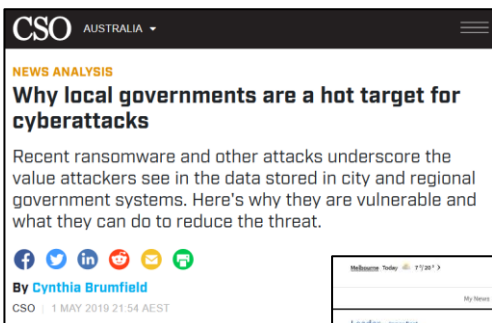 CSO AUSTRALIA
NEWS ANALYSIS
Why local governments are a hot target for
cyberattacks
Recent ransomware and other attacks underscore the
value attackers see in the data stored in city and regional
government systems. Here's why they are vulnerable and
what they can do to reduce the threat.
By Cynthia Brumfield
CSO | 1 MAY 2019 21:54 AEST
Melbourne Today 7°/20° >
My News